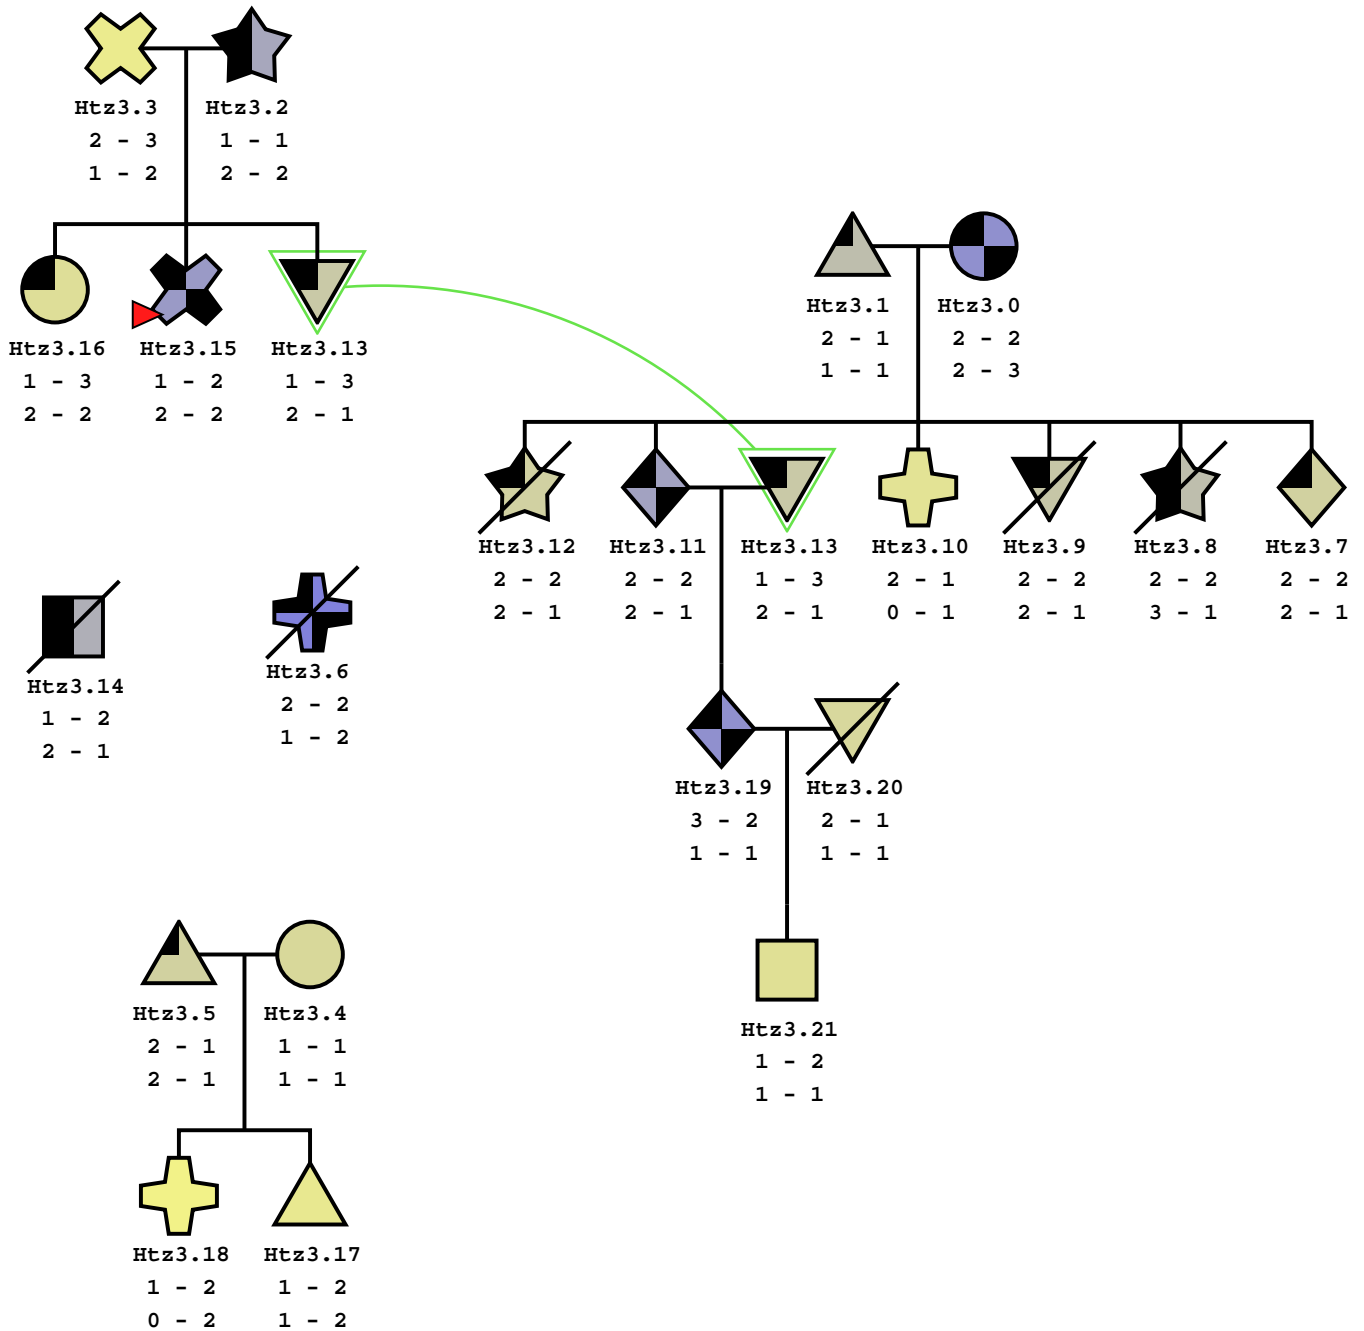 Htz3.3 Htz3.2
2 - 3 1 - 1
1 - 2 2 - 2
Htz3.1 Htz3.0
2 - 1 2 - 2
1 - 1 2 - 3
Htz3.16 Htz3.15 Htz3.13
1 - 3 1 - 2 1 - 3
2 - 2 2 - 2 2 - 1
Htz3.12 Htz3.11 Htz3.13 Htz3.10 Htz3.9 Htz3.8 Htz3.7
2 - 2 2 - 2 1 - 3 2 - 1 2 - 2 2 - 2 2 - 2
2 - 1 2 - 1 2 - 1 0 - 1 2 - 1 3 - 1 2 - 1
Htz3.14
1 - 2
2 - 1
Htz3.6
2 - 2
1 - 2
Htz3.19 Htz3.20
3 - 2 2 - 1
1 - 1 1 - 1
Htz3.5 Htz3.4
2 - 1 1 - 1
2 - 1 1 - 1
Htz3.21
1 - 2
1 - 1
Htz3.18 Htz3.17
1 - 2 1 - 2
0 - 2 1 - 2